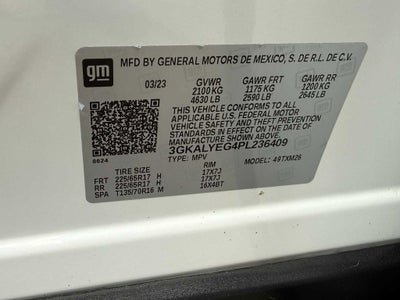 gm
MFD BY GENERAL MOTORS DE MEXICO, S. DE R.L. DE C.V.
03/23 GVWR GAWR FRT GAWR RR
2100 KG 1175 KG 1200 KG
4630 LB 2590 LB 2645 LB
THIS VEHICLE CONFORMS TO ALL
APPLICABLE U.S. FEDERAL MOTOR
VEHICLE SAFETY AND THEFT PREVENTION
STANDARDS IN EFFECT ON THE DATE OF
MANUFACTURE SHOWN ABOVE.
3GKALYEG4PL236409
8624 TYPE: MPV MODEL: 49TXM26
TIRE SIZE RIM
FRT 225/65R17 H 17X7J
RR 225/65R17 H 17X7J
SPA T135/70R16 M 16X4BT